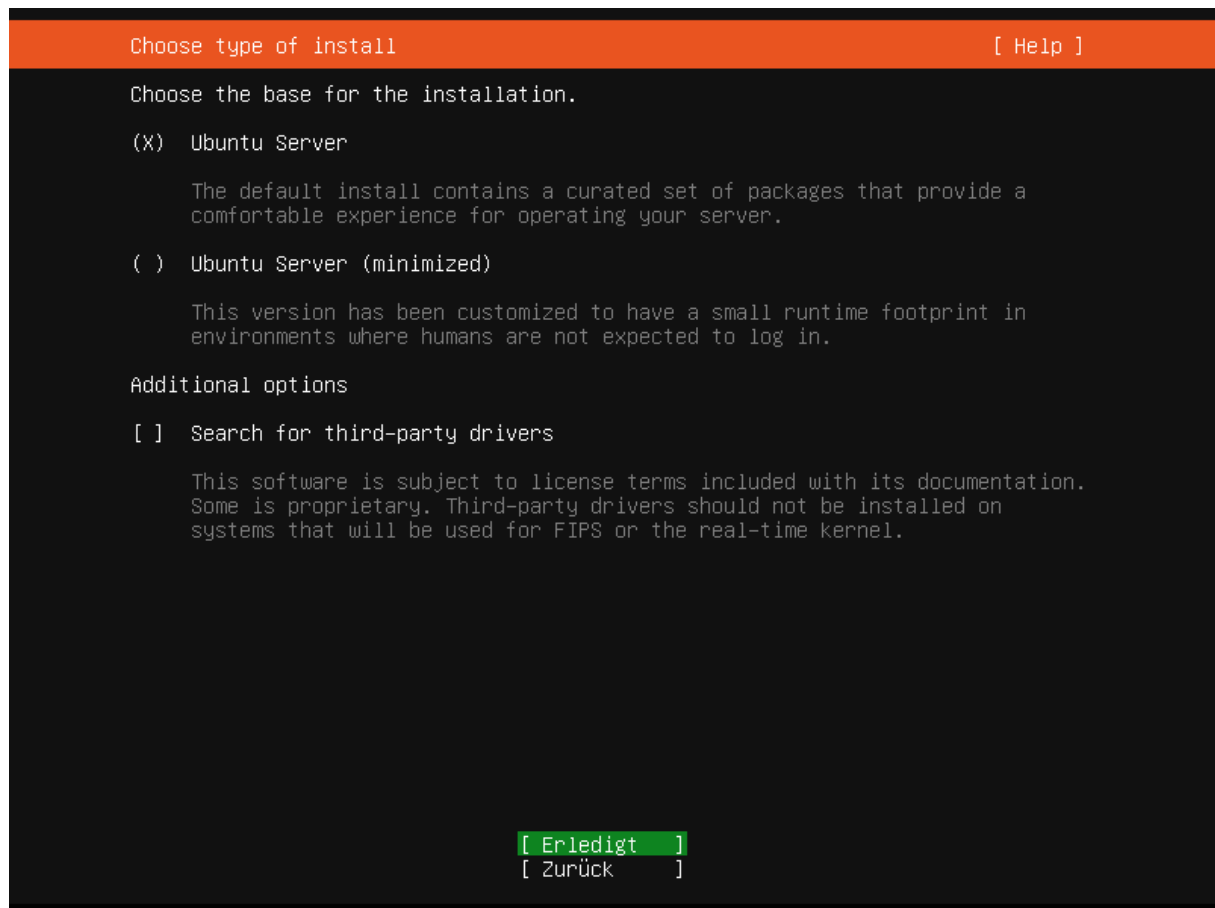 Choose type of install [ Help ]
Choose the base for the installation.
(X) Ubuntu Server
The default install contains a curated set of packages that provide a
comfortable experience for operating your server.
( ) Ubuntu Server (minimized)
This version has been customized to have a small runtime footprint in
environments where humans are not expected to log in.
Additional options
[ ] Search for third-party drivers
This software is subject to license terms included with its documentation.
Some is proprietary. Third-party drivers should not be installed on
systems that will be used for FIPS or the real-time kernel.
[ Erledigt ]
[ Zurück ]